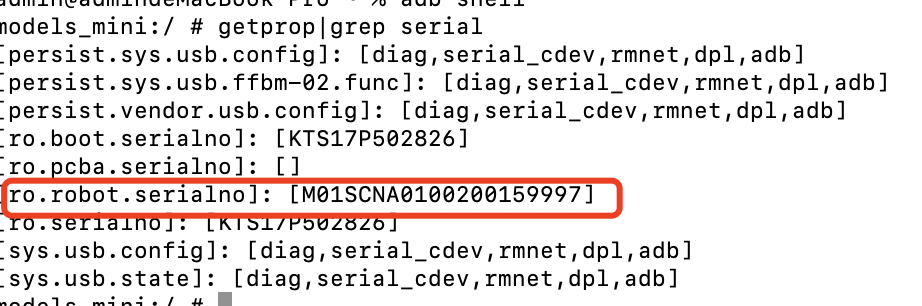 admin@admindeMacBook-Pro ~ % adb shell
models_mini:/ # getprop|grep serial
[persist.sys.usb.config]: [diag,serial_cdev,rmnet,dpl,adb]
[persist.sys.usb.ffbm-02.func]: [diag,serial_cdev,rmnet,dpl,adb]
[persist.vendor.usb.config]: [diag,serial_cdev,rmnet,dpl,adb]
[ro.boot.serialno]: [KTS17P502826]
[ro.pcba.serialno]: []
[ro.robot.serialno]: [M01SCNA0100200159997]
[ro.serialno]: [KTS17P502826]
[sys.usb.config]: [diag,serial_cdev,rmnet,dpl,adb]
[sys.usb.state]: [diag,serial_cdev,rmnet,dpl,adb]
models_mini:/ #